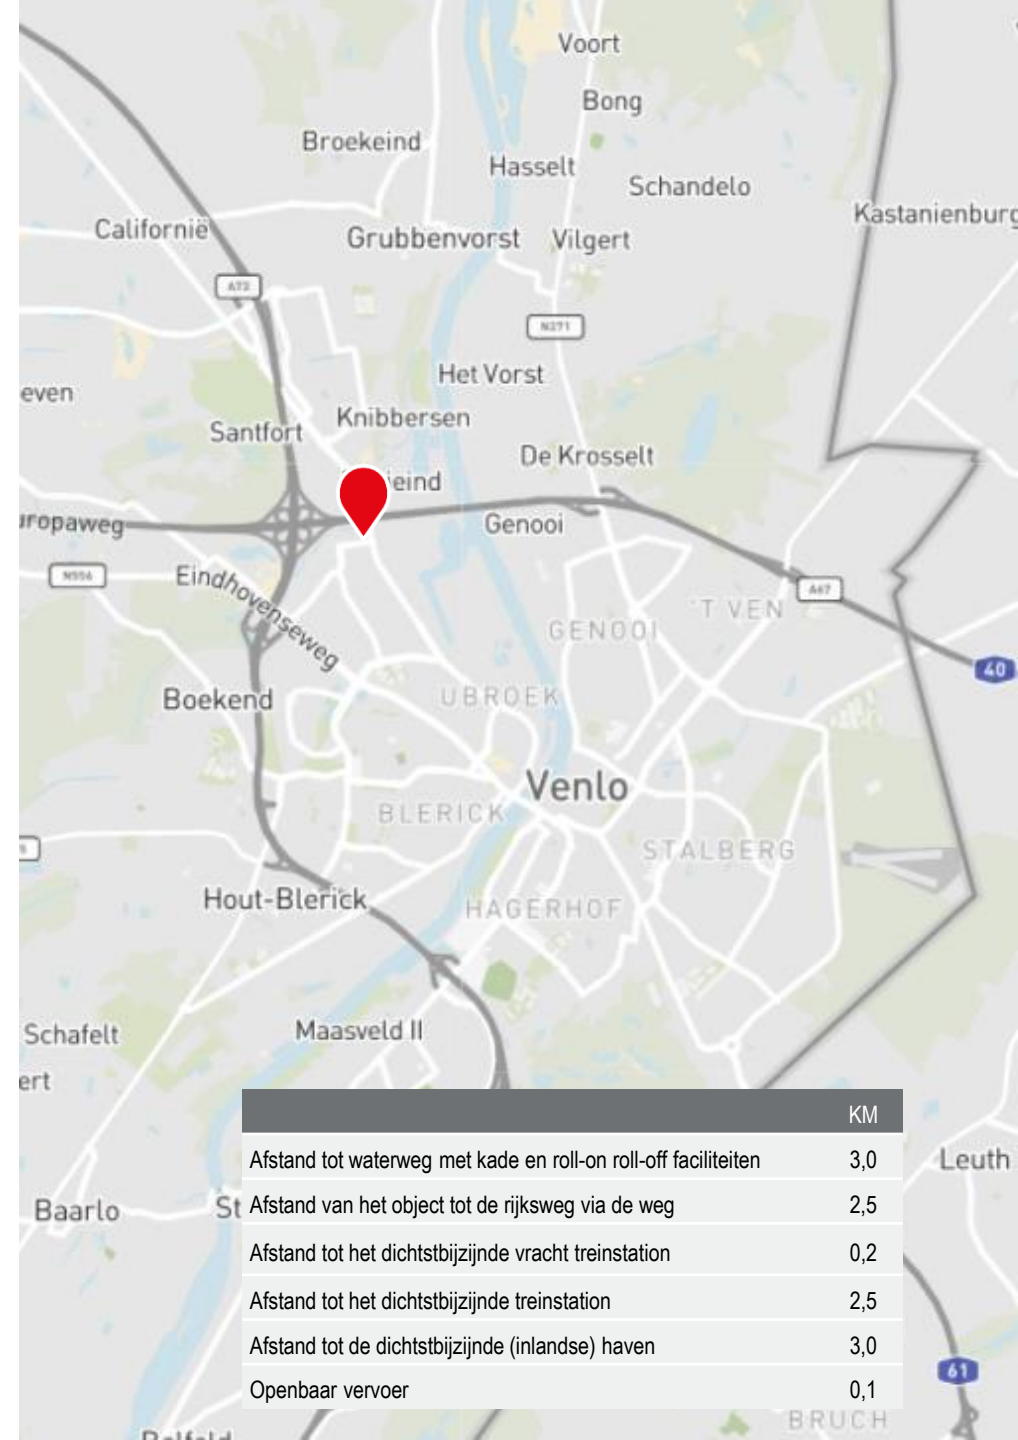 Voort
Bong
Broekeind
Hasselt
Schandelo
Kastanienburg
Californië
Grubbenvorst
Vilgert
A73
N271
Het Vorst
even
Knibbersen
Santfort
De Krosselt
eind
uropaweg
Genooi
N556
Eindhovenseweg
A67
'T VEN
GENOOI
40
Boekend
UBROEK
Venlo
BLERICK
STALBERG
Hout-Blerick
HAGERHOF
Schafelt
Maasveld II
ert
KM
Afstand tot waterweg met kade en roll-on roll-off faciliteiten 3,0
Leuth
Afstand van het object tot de rijksweg via de weg 2,5
Baarlo
St
Afstand tot het dichtstbijzijnde vracht treinstation 0,2
Afstand tot het dichtstbijzijnde treinstation 2,5
Afstand tot de dichtstbijzijnde (inlandse) haven 3,0
61
Openbaar vervoer 0,1
BRUCH